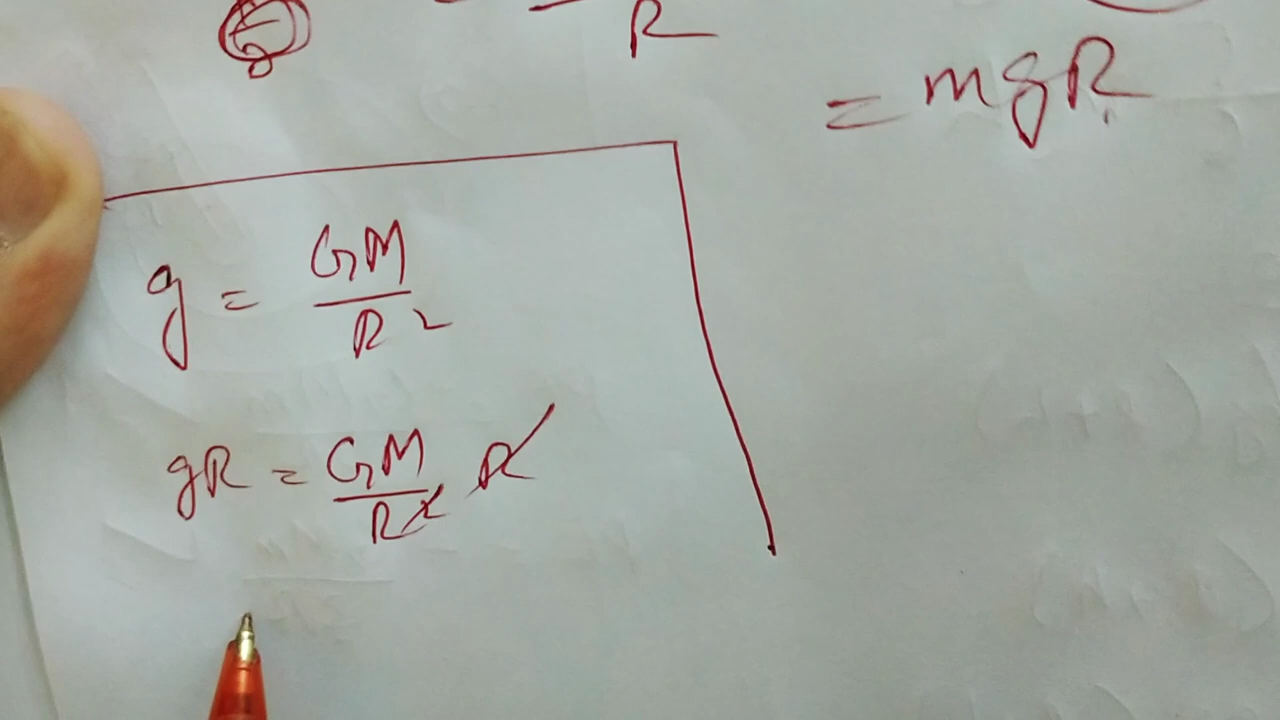 R
= mgR
g = GM/R²
gR = GM/R² R